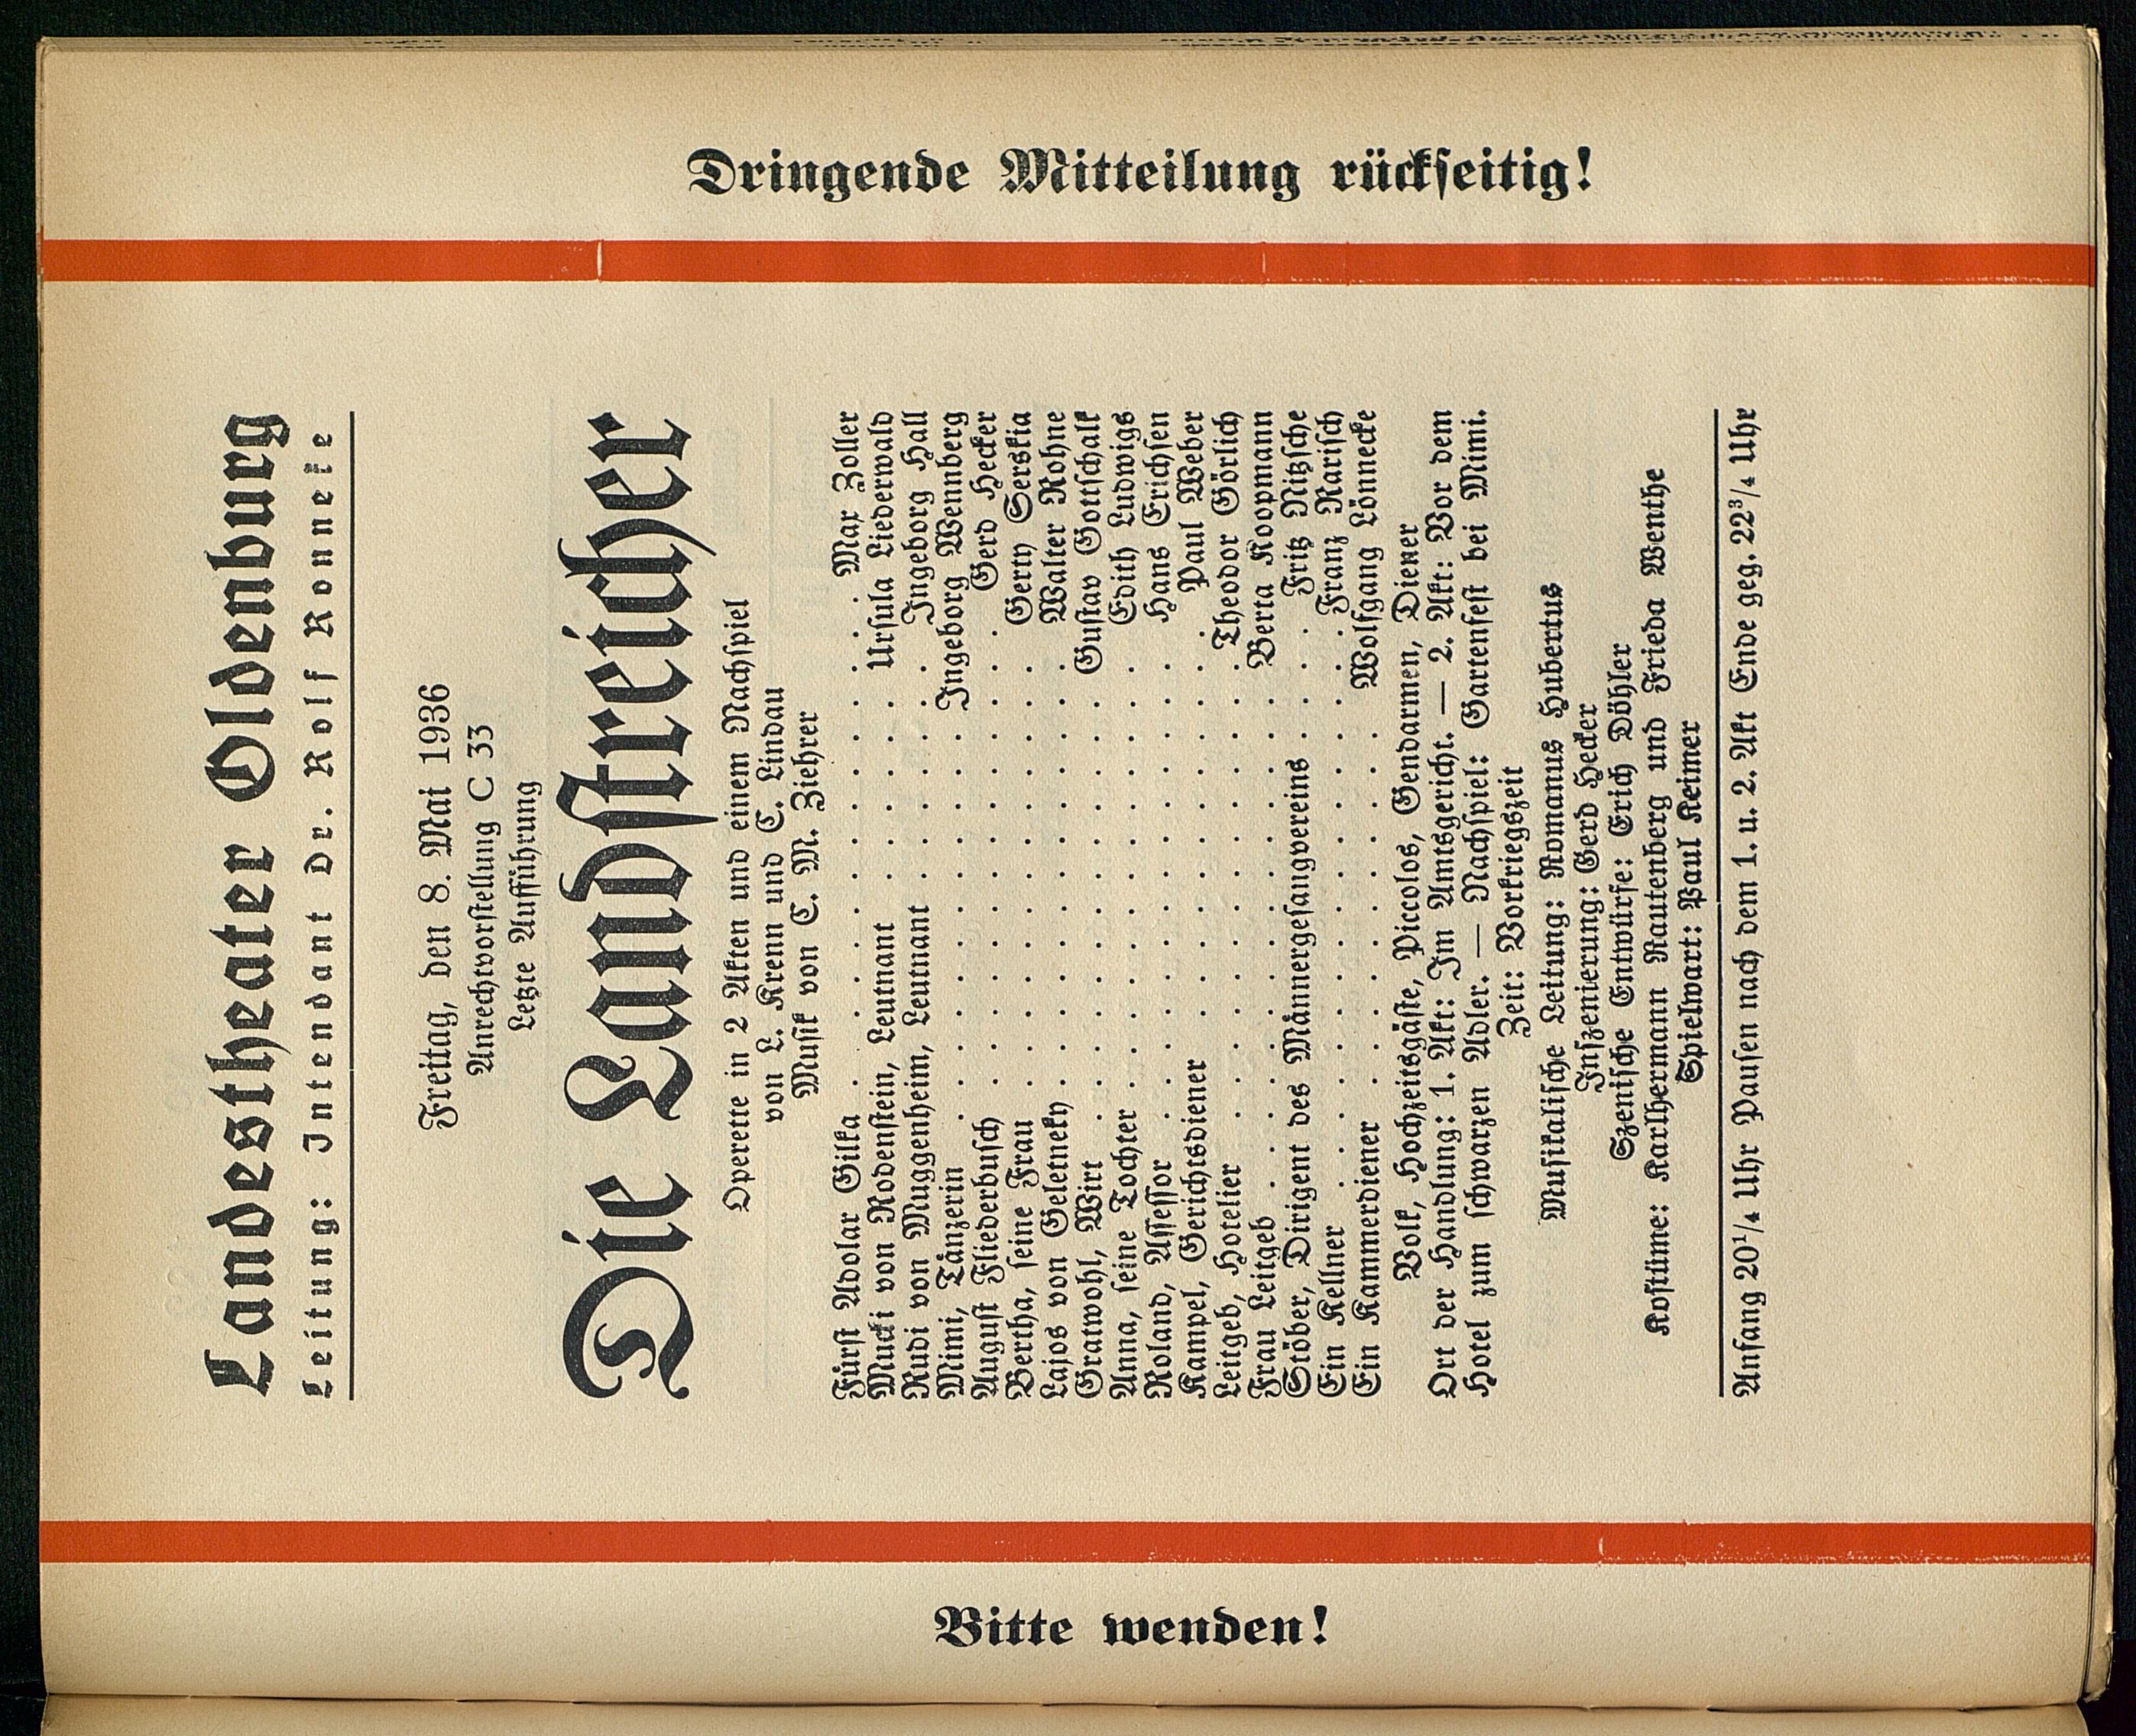 Dringende Mitteilung rückseitig!
Landestheater Oldenburg
Leitung: Intendant Dr. Rolf Ronneke
Freitag, den 8. Mai 1936
Anrechtvorstellung C 33
Letzte Aufführung
Die Landstreicher
Operette in 2 Akten und einem Nachspiel
von L. Krenn und C. Lindau
Musik von C. M. Ziehrer
Fürst Adolar Gilka . . . . . . . . . . Max Zoller
Mucki von Rodenstein, Leutnant . . . . . Ursula Liederwald
Rudi von Muggenheim, Leutnant . . . . . Ingeborg Hall
Mimi, Tänzerin . . . . . . . . . . Ingeborg Wennberg
August Fliederbusch . . . . . . . . . . Gerd Hecker
Bertha, seine Frau . . . . . . . . . . Gerty Serskia
Lajos von Geletneky . . . . . . . . . . Walter Rohne
Gratwohl, Wirt . . . . . . . . . . Gustav Gottschalk
Anna, seine Tochter . . . . . . . . . . Edith Ludwigs
Roland, Assessor . . . . . . . . . . Hans Erichsen
Kampel, Gerichtsdiener . . . . . . . . . . Paul Weber
Leitgeb, Hotelier . . . . . . . . . . Theodor Görlich
Frau Leitgeb . . . . . . . . . . Berta Koopmann
Stöber, Dirigent des Männergesangvereins . . . . Fritz Nitzsche
Ein Kellner . . . . . . . . . . Franz Rarisch
Ein Kammerdiener . . . . . . . . . . Wolfgang Lönnecke
Volk, Hochzeitsgäste, Piccolos, Gendarmen, Diener
Ort der Handlung: 1. Akt: Im Amtsgericht. — 2. Akt: Vor dem
Hotel zum schwarzen Adler. — Nachspiel: Gartenfest bei Mimi.
Zeit: Vorkriegszeit
Musikalische Leitung: Romanus Hubertus
Inszenierung: Gerd Hecker
Szenische Entwürfe: Erich Döhler
Kostüme: Karlhermann Rautenberg und Frieda Wenthe
Spielwart: Paul Reimer
Anfang 20¹/₄ Uhr Pausen nach dem 1. u. 2. Akt Ende geg. 22³/₄ Uhr
Bitte wenden!